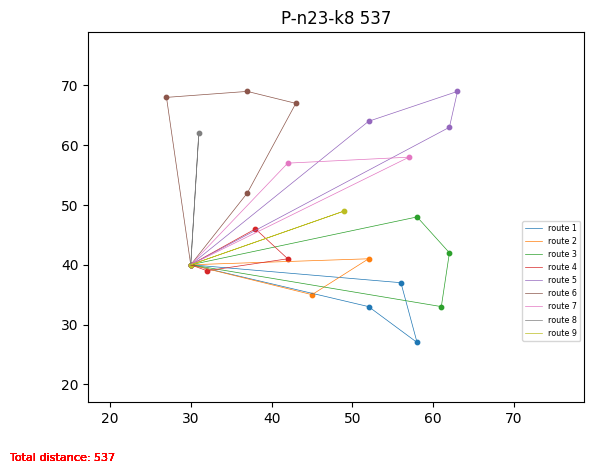 P-n23-k8 537
70
60
50
40
30
20
20
30
40
50
60
70
route 1
route 2
route 3
route 4
route 5
route 6
route 7
route 8
route 9
Total distance: 537